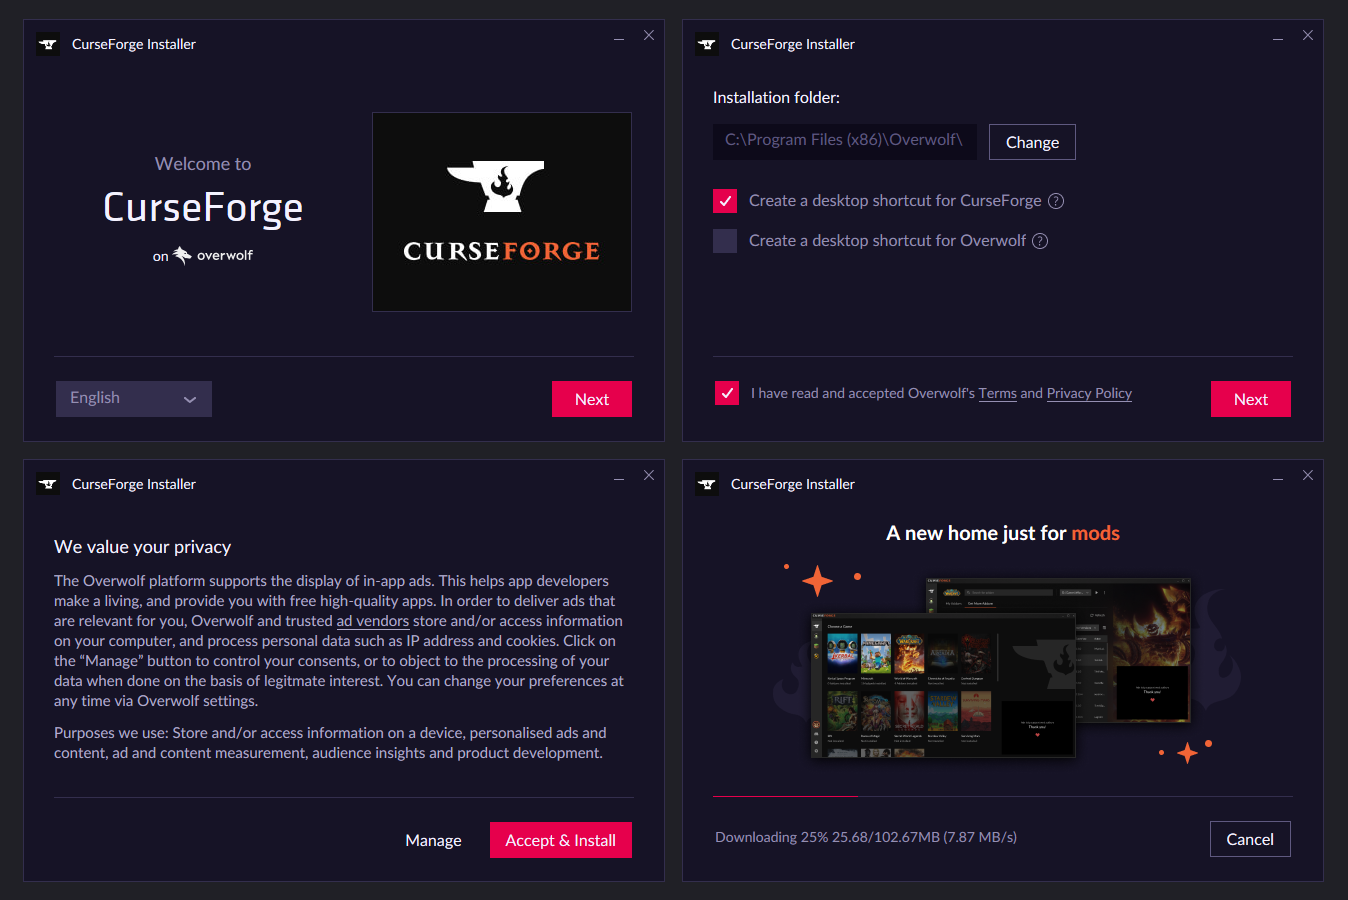 CurseForge Installer
Welcome to
CurseForge
on overwolf
CURSEFORGE
English
Next
CurseForge Installer
Installation folder:
C:\Program Files (x86)\Overwolf\
Change
Create a desktop shortcut for CurseForge ?
Create a desktop shortcut for Overwolf ?
I have read and accepted Overwolf's Terms and Privacy Policy
Next
CurseForge Installer
We value your privacy
The Overwolf platform supports the display of in-app ads. This helps app developers
make a living, and provide you with free high-quality apps. In order to deliver ads that
are relevant for you, Overwolf and trusted ad vendors store and/or access information
on your computer, and process personal data such as IP address and cookies. Click on
the “Manage” button to control your consents, or to object to the processing of your
data when done on the basis of legitmate interest. You can change your preferences at
any time via Overwolf settings.
Purposes we use: Store and/or access information on a device, personalised ads and
content, ad and content measurement, audience insights and product development.
Manage
Accept & Install
CurseForge Installer
A new home just for mods
Choose a Game
Thank you!
Thank you!
Downloading 25% 25.68/102.67MB (7.87 MB/s)
Cancel